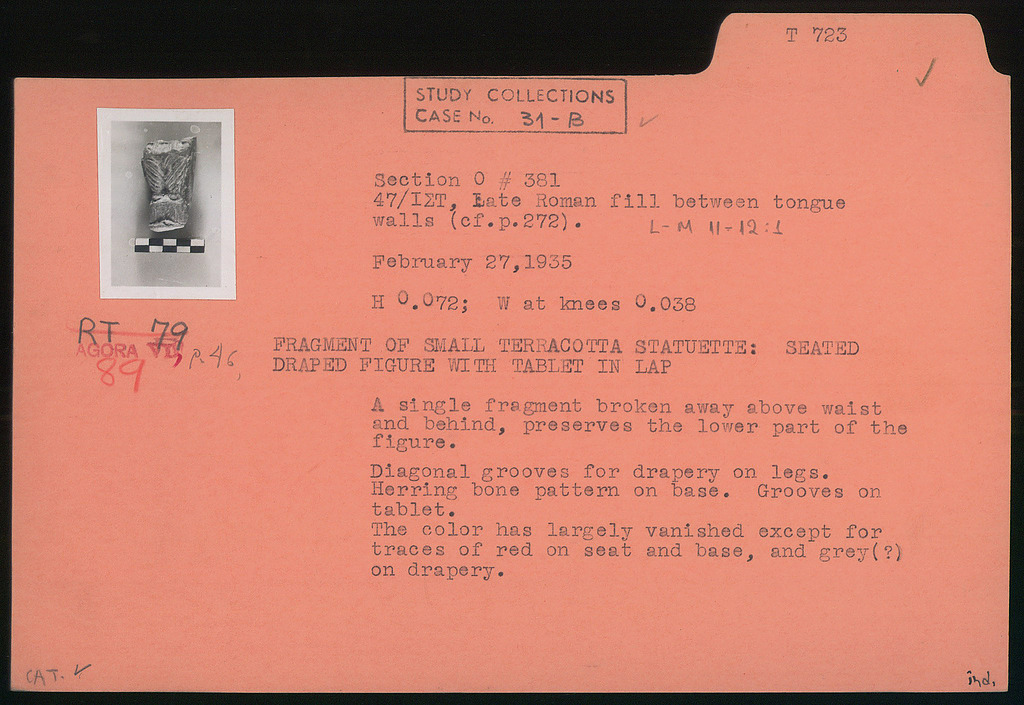 T 723
STUDY COLLECTIONS
CASE No. 31-B
Section O # 381
47/ΙΣΤ, Late Roman fill between tongue
walls (cf.p.272).
L-M 11-12:1
February 27,1935
H 0.072; W at knees 0.038
RT 79
AGORA VI, p. 46,
89
FRAGMENT OF SMALL TERRACOTTA STATUETTE: SEATED
DRAPED FIGURE WITH TABLET IN LAP
A single fragment broken away above waist
and behind, preserves the lower part of the
figure.
Diagonal grooves for drapery on legs.
Herring bone pattern on base. Grooves on
tablet.
The color has largely vanished except for
traces of red on seat and base, and grey(?)
on drapery.
CAT. ✓
ind.